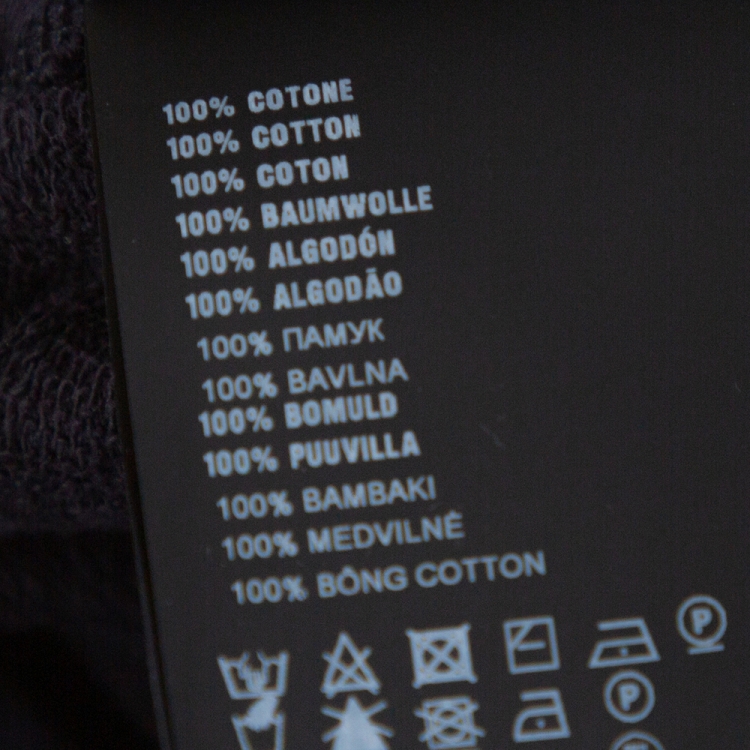 100% COTONE
100% COTTON
100% COTON
100% BAUMWOLLE
100% ALGODÓN
100% ALGODÃO
100% ПАМУК
100% BAVLNA
100% BOMULD
100% PUUVILLA
100% BAMBAKI
100% MEDVILNĖ
100% BÔNG COTTON
P
P